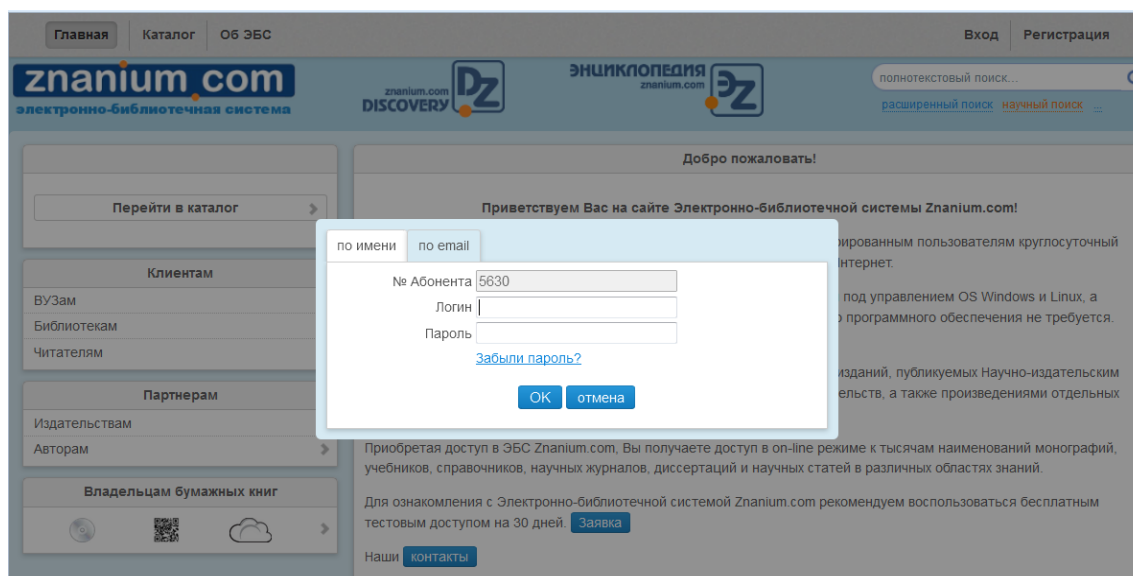 Главная Каталог Об ЭБС Вход Регистрация
znanium.com
электронно-библиотечная система
znanium.com
DISCOVERY DZ
ЭНЦИКЛОПЕДИЯ
znanium.com
полнотекстовый поиск...
расширенный поиск научный поиск ...
Перейти в каталог
Клиентам
ВУЗам
Библиотекам
Читателям
Партнерам
Издательствам
Авторам
Владельцам бумажных книг
Добро пожаловать!
Приветствуем Вас на сайте Электронно-библиотечной системы Znanium.com!
по имени по email
№ Абонента 5630
Логин
Пароль
Забыли пароль?
OK отмена
пользователям круглосуточный
под управлением OS Windows и Linux, а
программного обеспечения не требуется.
изданий, публикуемых Научно-издательским
а также произведениями отдельных
Приобретая доступ в ЭБС Znanium.com, Вы получаете доступ в on-line режиме к тысячам наименований монографий,
учебников, справочников, научных журналов, диссертаций и научных статей в различных областях знаний.
Для ознакомления с Электронно-библиотечной системой Znanium.com рекомендуем воспользоваться бесплатным
тестовым доступом на 30 дней. Заявка
Наши контакты